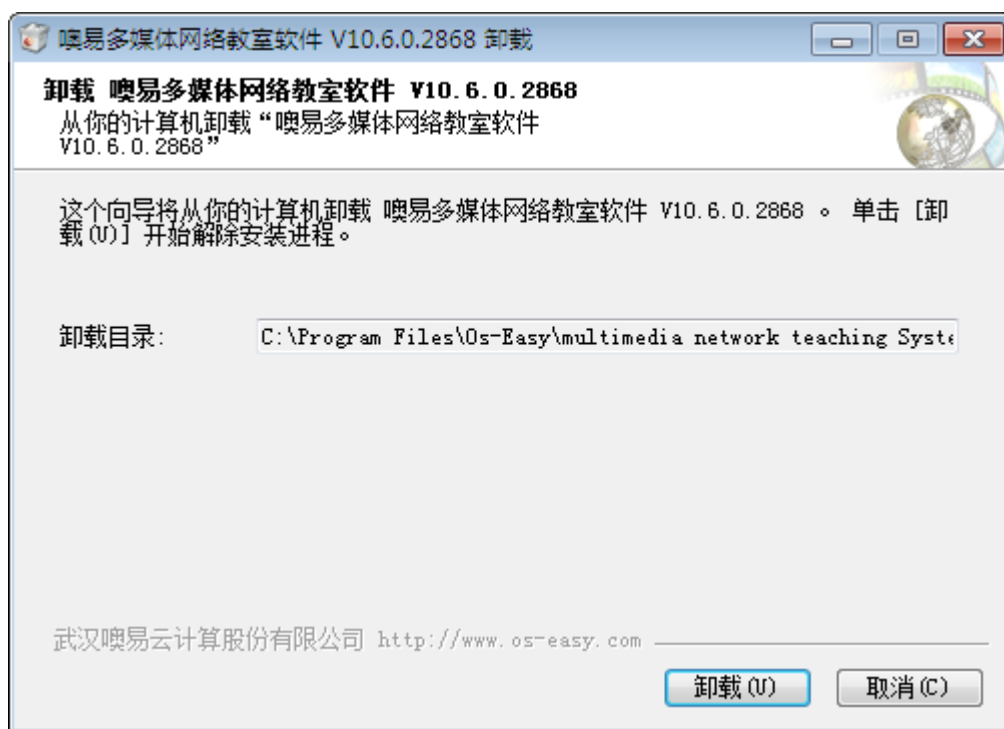 噢易多媒体网络教室软件 V10.6.0.2868 卸载
卸载 噢易多媒体网络教室软件 V10.6.0.2868
从你的计算机卸载“噢易多媒体网络教室软件
V10.6.0.2868”
这个向导将从你的计算机卸载 噢易多媒体网络教室软件 V10.6.0.2868 。 单击 [卸
载(U)] 开始解除安装进程。
卸载目录: C:\Program Files\Os-Easy\multimedia network teaching Syste
武汉噢易云计算股份有限公司 http://www.os-easy.com
卸载(U) 取消(C)